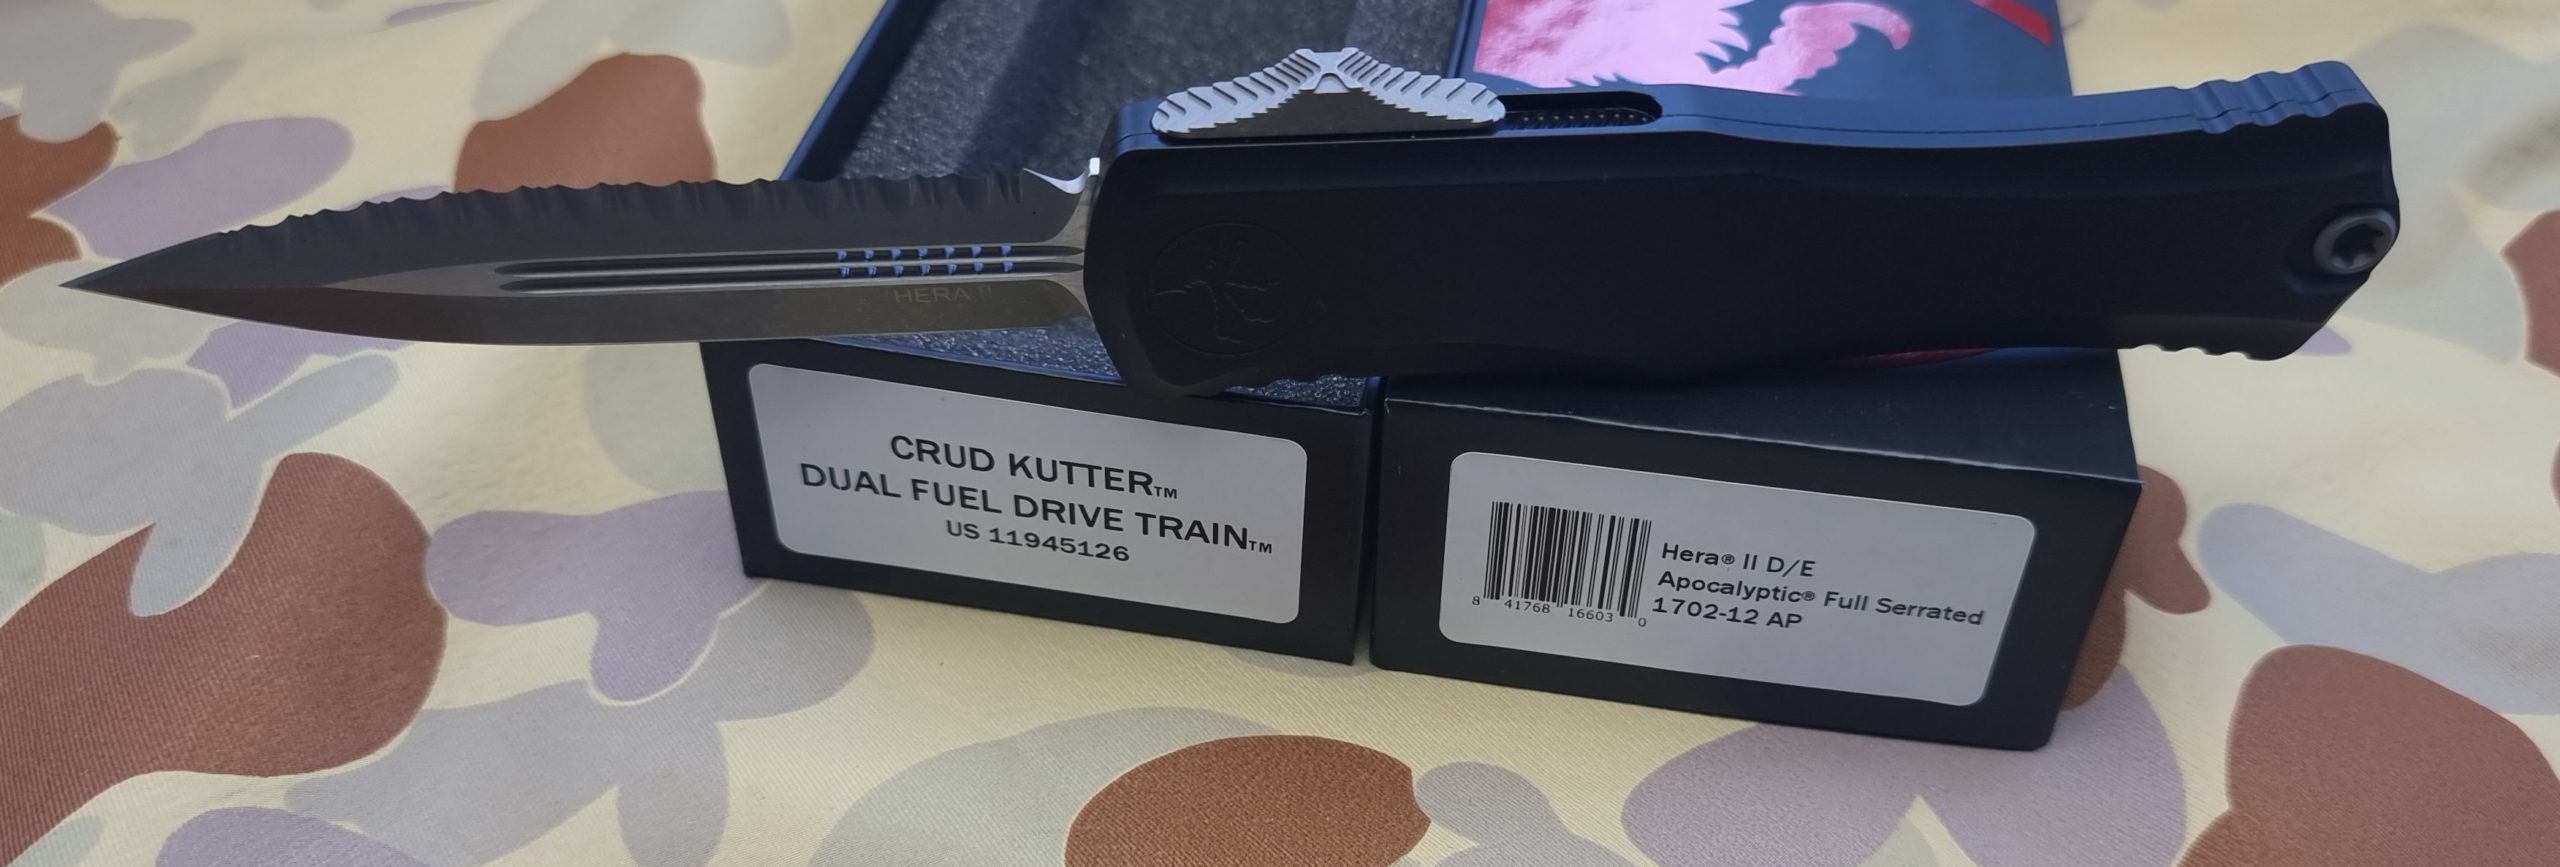 HERA II
CRUD KUTTER™
DUAL FUEL DRIVE TRAIN™
US 11945126
Hera® II D/E
Apocalyptic® Full Serrated
1702-12 AP
8 41768 16603 0